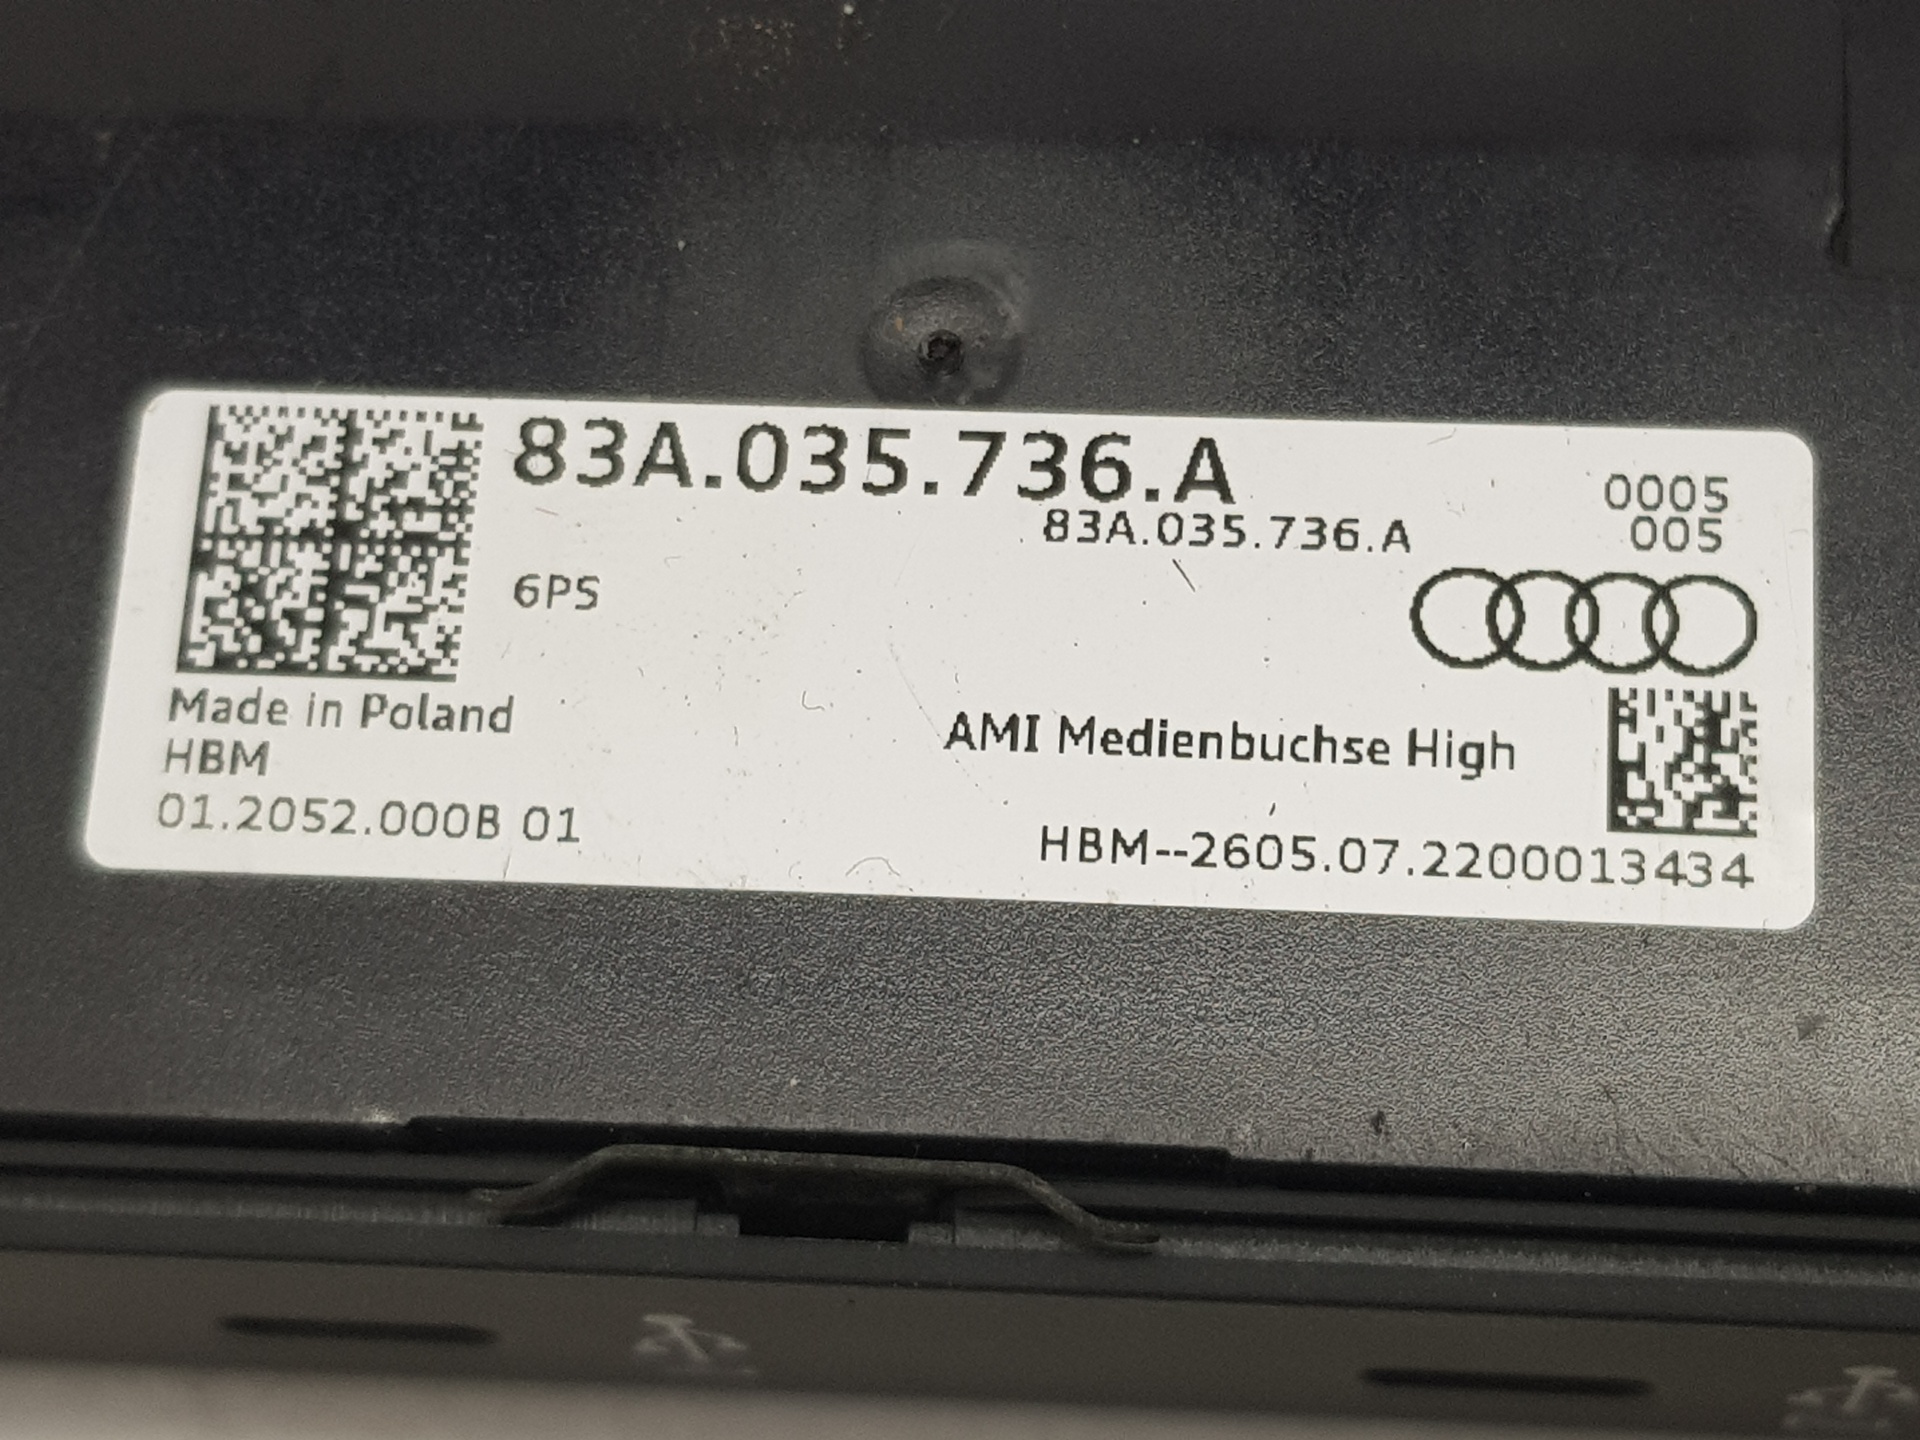 83A.035.736.A
0005
83A.035.736.A
005
6PS
Made in Poland
AMI Medienbuchse High
HBM
01.2052.000B 01
HBM--2605.07.2200013434